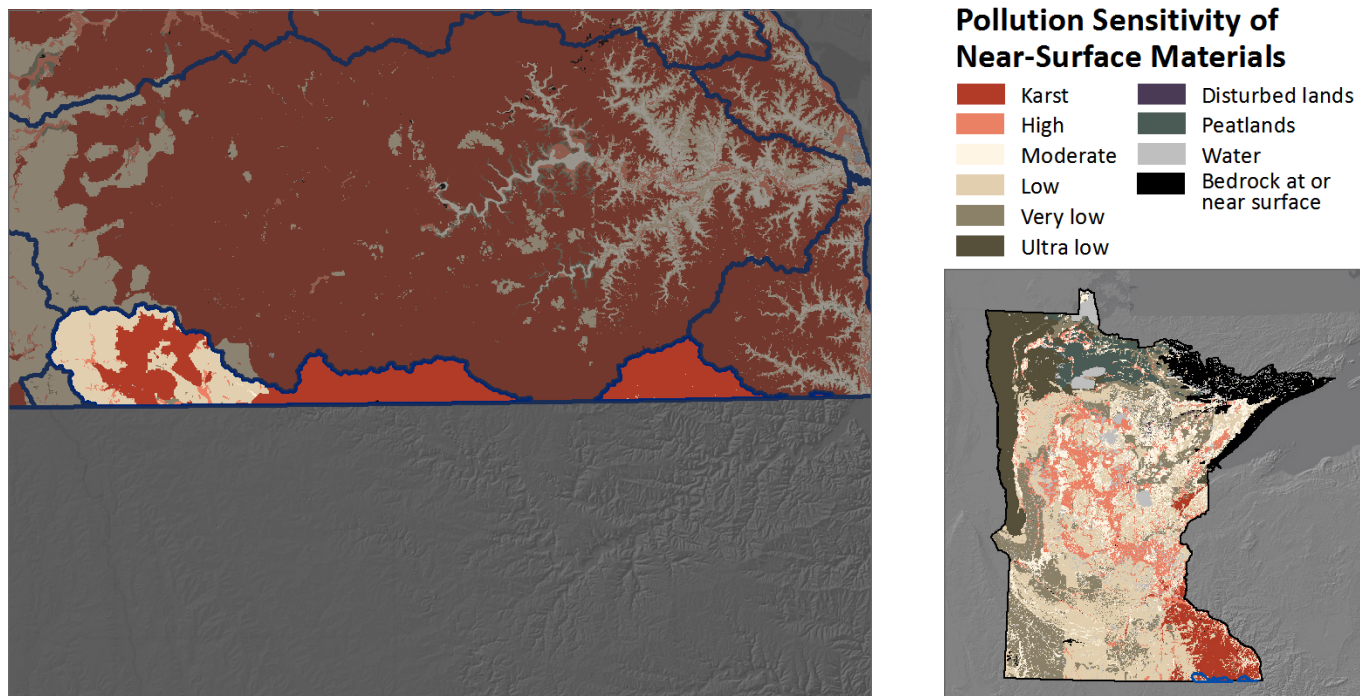 Pollution Sensitivity of
Near-Surface Materials
Karst
High
Moderate
Low
Very low
Ultra low
Disturbed lands
Peatlands
Water
Bedrock at or
near surface